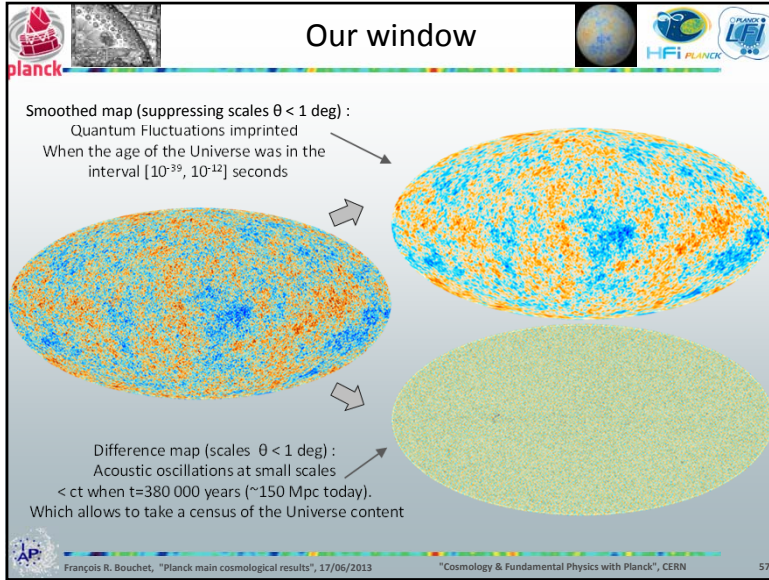 Our window
planck
HFi PLANCK
PLANCK
LFI
Smoothed map (suppressing scales θ < 1 deg) :
Quantum Fluctuations imprinted
When the age of the Universe was in the
interval [10⁻³⁹, 10⁻¹²] seconds
Difference map (scales θ < 1 deg) :
Acoustic oscillations at small scales
< ct when t=380 000 years (~150 Mpc today).
Which allows to take a census of the Universe content
IAP
François R. Bouchet, "Planck main cosmological results", 17/06/2013
"Cosmology & Fundamental Physics with Planck", CERN
57